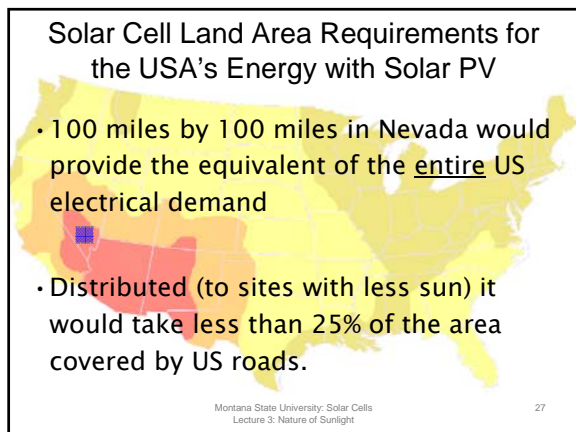 Solar Cell Land Area Requirements for
the USA's Energy with Solar PV
• 100 miles by 100 miles in Nevada would
provide the equivalent of the entire US
electrical demand
• Distributed (to sites with less sun) it
would take less than 25% of the area
covered by US roads.
Montana State University: Solar Cells
Lecture 3: Nature of Sunlight
27